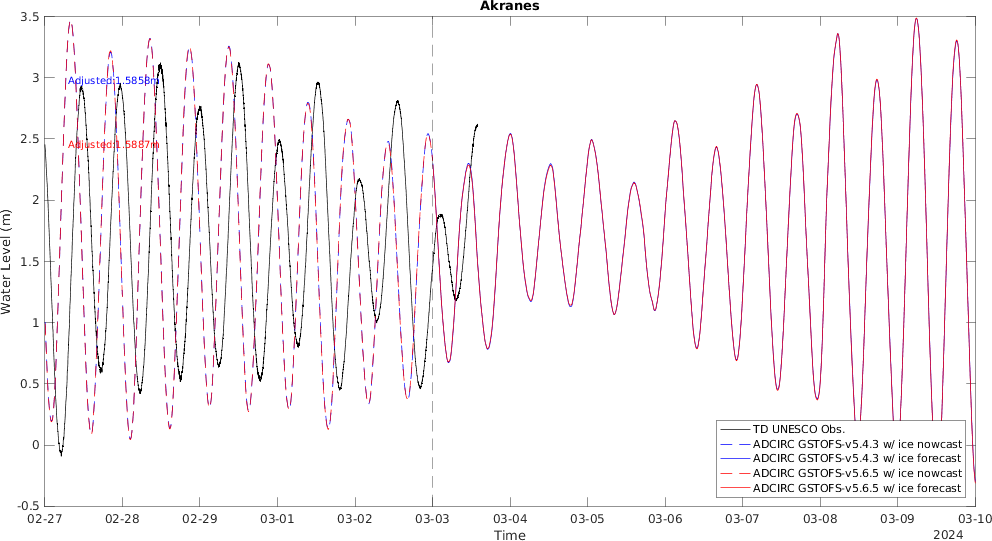 Akranes
3.5
3
2.5
2
1.5
1
0.5
0
-0.5
Water Level (m)
Adjusted:1.5858m
Adjusted:1.5887m
TD UNESCO Obs.
ADCIRC GSTOFS-v5.4.3 w/ ice nowcast
ADCIRC GSTOFS-v5.4.3 w/ ice forecast
ADCIRC GSTOFS-v5.6.5 w/ ice nowcast
ADCIRC GSTOFS-v5.6.5 w/ ice forecast
02-27 02-28 02-29 03-01 03-02 03-03 03-04 03-05 03-06 03-07 03-08 03-09 03-10
Time
2024